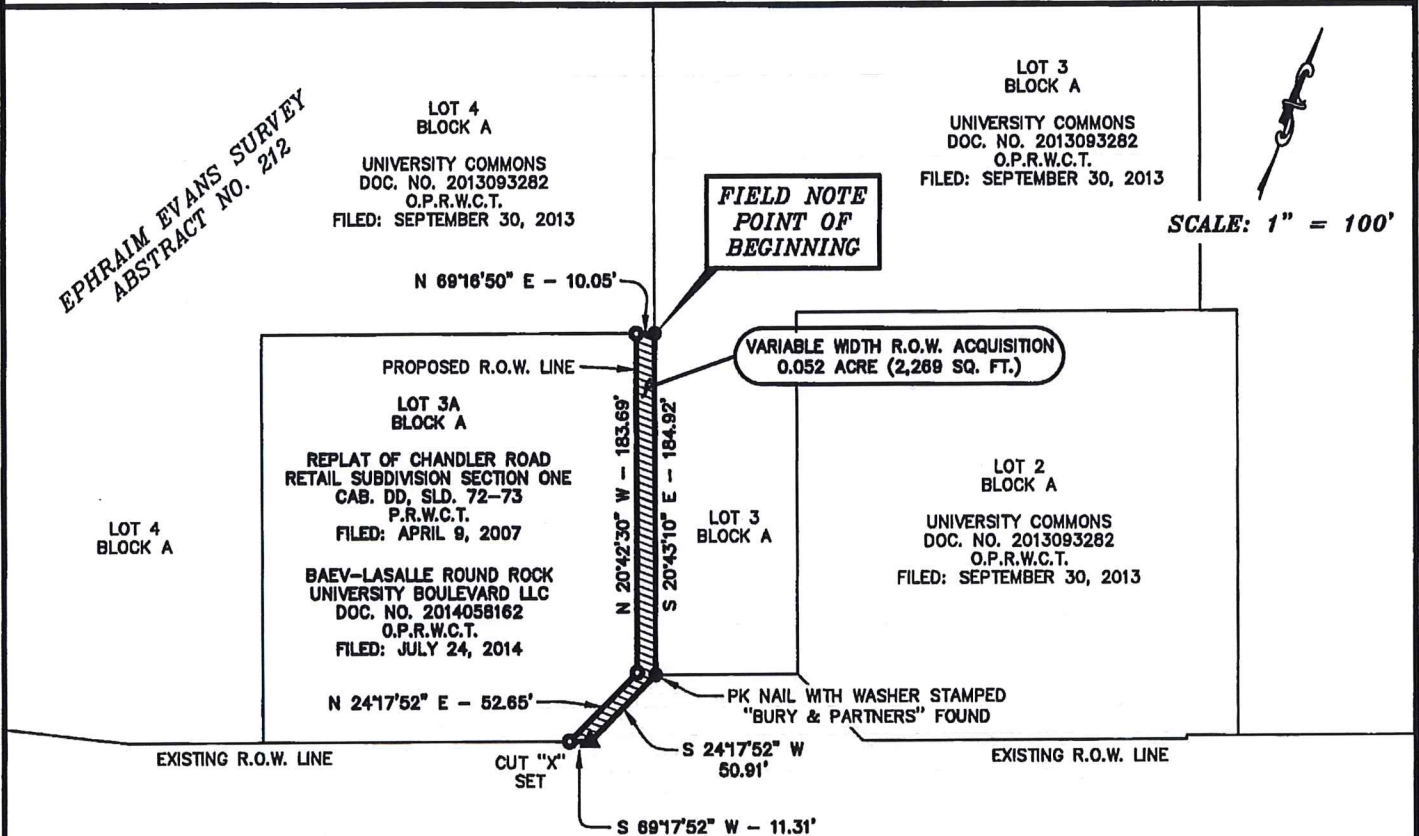 EPHRAIM EVANS SURVEY
ABSTRACT NO. 212
LOT 4
BLOCK A
UNIVERSITY COMMONS
DOC. NO. 2013093282
O.P.R.W.C.T.
FILED: SEPTEMBER 30, 2013
LOT 3
BLOCK A
UNIVERSITY COMMONS
DOC. NO. 2013093282
O.P.R.W.C.T.
FILED: SEPTEMBER 30, 2013
SCALE: 1" = 100'
FIELD NOTE
POINT OF
BEGINNING
N 69°16'50" E – 10.05'
VARIABLE WIDTH R.O.W. ACQUISITION
0.052 ACRE (2,269 SQ. FT.)
PROPOSED R.O.W. LINE
LOT 3A
BLOCK A
REPLAT OF CHANDLER ROAD
RETAIL SUBDIVISION SECTION ONE
CAB. DD, SLD. 72–73
P.R.W.C.T.
FILED: APRIL 9, 2007
BAEV–LASALLE ROUND ROCK
UNIVERSITY BOULEVARD LLC
DOC. NO. 2014058162
O.P.R.W.C.T.
FILED: JULY 24, 2014
N 20°42'30" W – 183.69'
S 20°43'10" E – 184.92'
LOT 3
BLOCK A
LOT 2
BLOCK A
UNIVERSITY COMMONS
DOC. NO. 2013093282
O.P.R.W.C.T.
FILED: SEPTEMBER 30, 2013
LOT 4
BLOCK A
N 24°17'52" E – 52.65'
PK NAIL WITH WASHER STAMPED
"BURY & PARTNERS" FOUND
EXISTING R.O.W. LINE
CUT "X"
SET
S 24°17'52" W
50.91'
EXISTING R.O.W. LINE
S 69°17'52" W – 11.31'